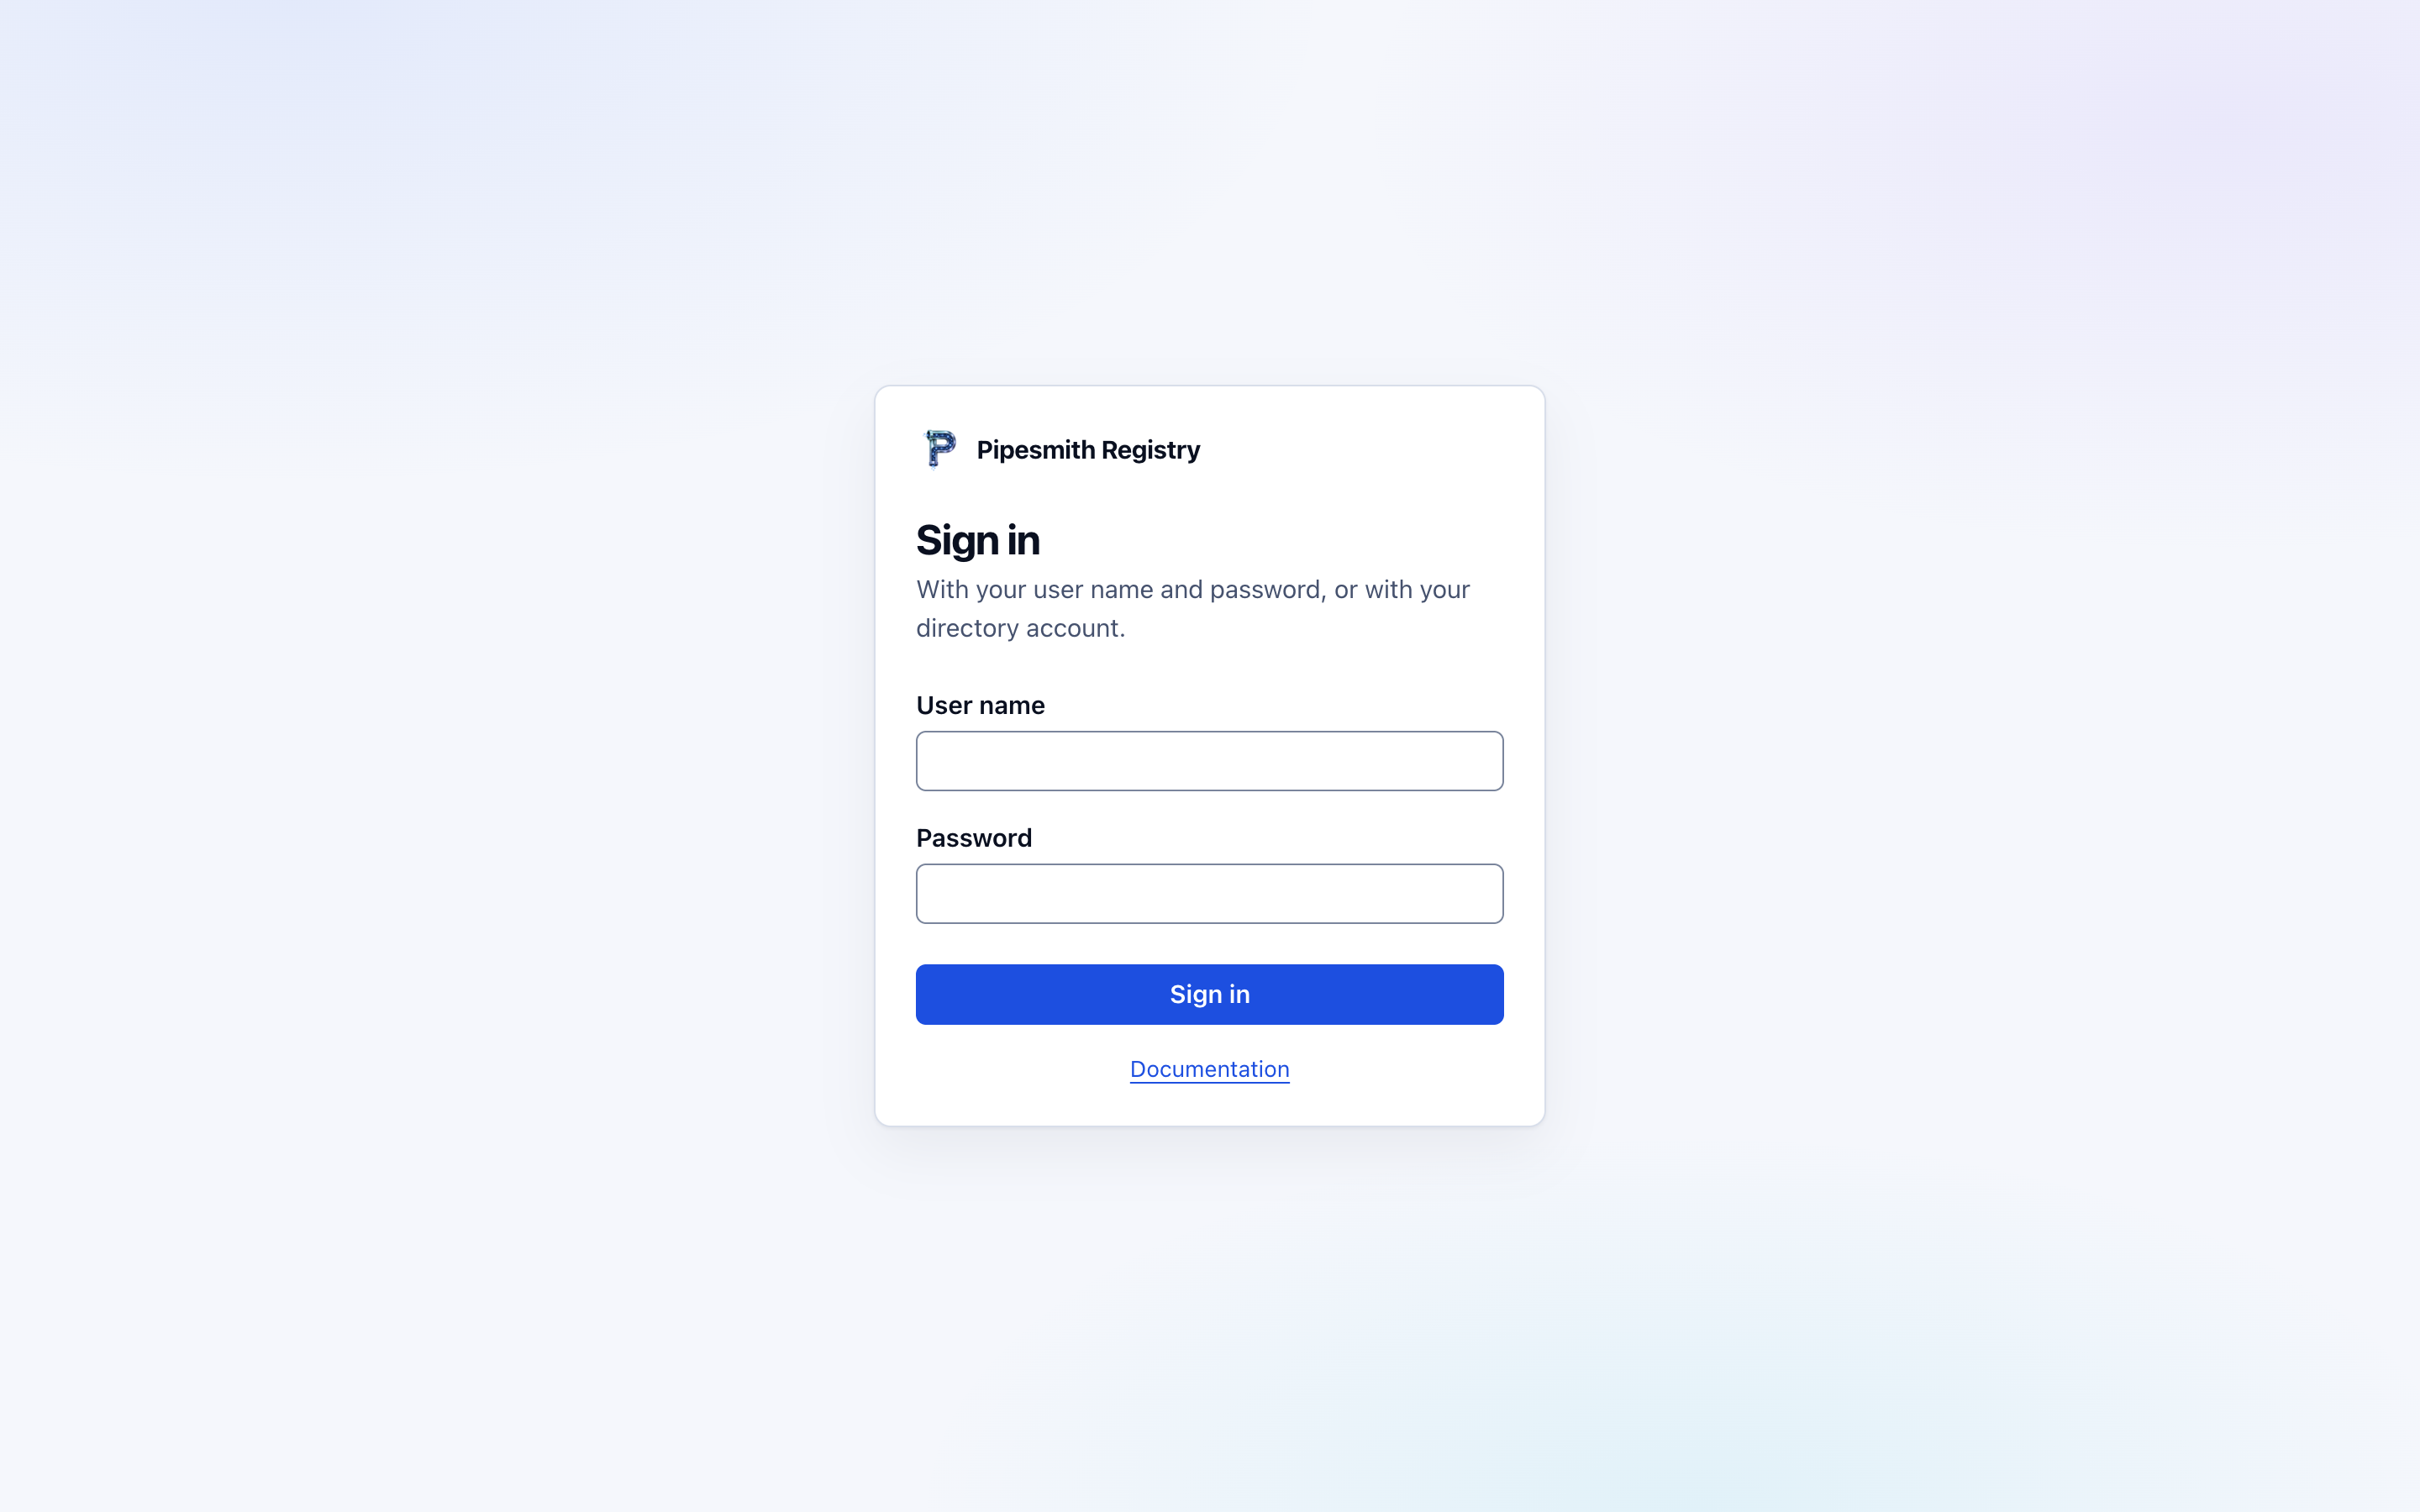 Pipesmith Registry
Sign in
With your user name and password, or with your
directory account.
User name
Password
Sign in
Documentation